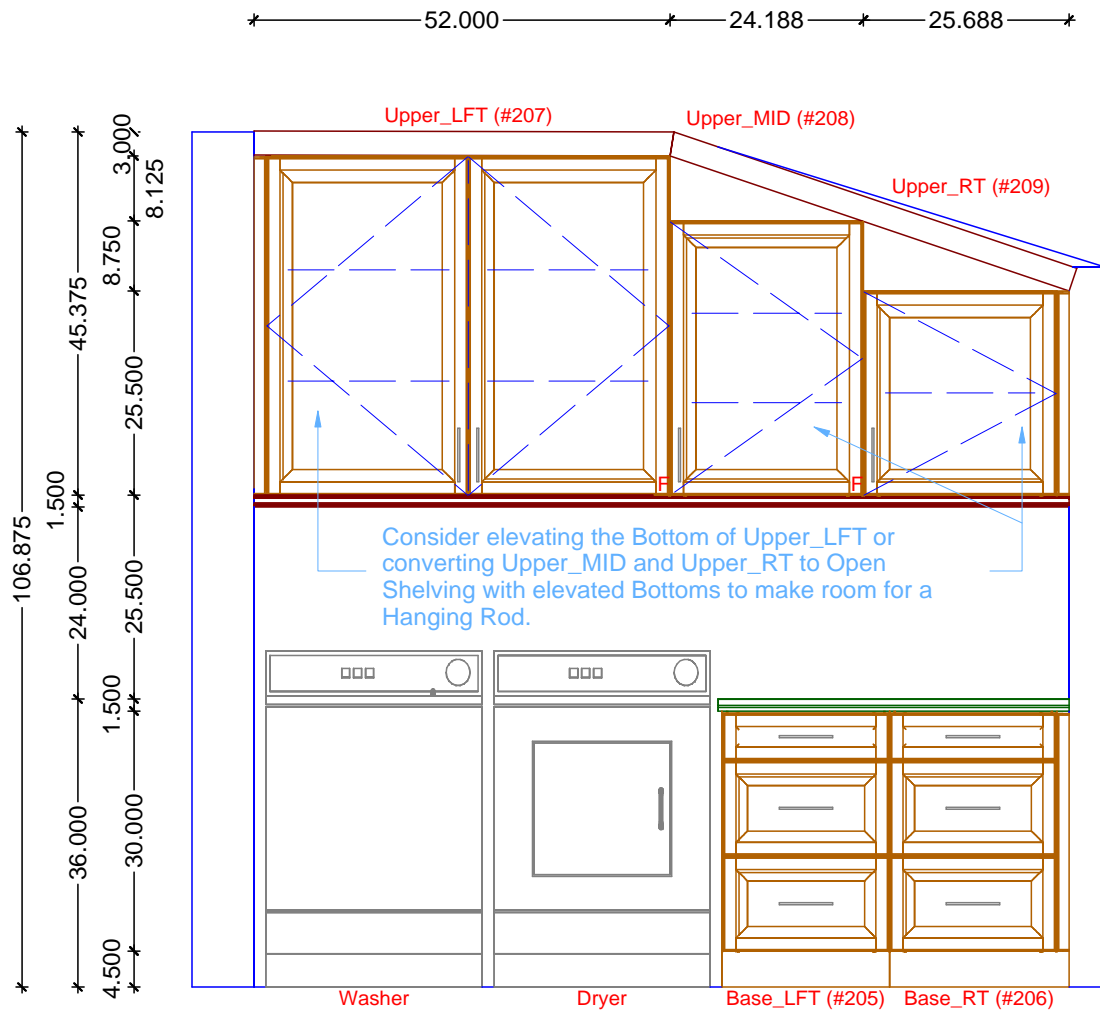 52.000
24.188
25.688
Upper_LFT (#207)
Upper_MID (#208)
Upper_RT (#209)
3.000
8.125
8.750
45.375
25.500
1.500
106.875
24.000
25.500
1.500
36.000
30.000
4.500
F
F
Consider elevating the Bottom of Upper_LFT or
converting Upper_MID and Upper_RT to Open
Shelving with elevated Bottoms to make room for a
Hanging Rod.
Washer
Dryer
Base_LFT (#205)
Base_RT (#206)